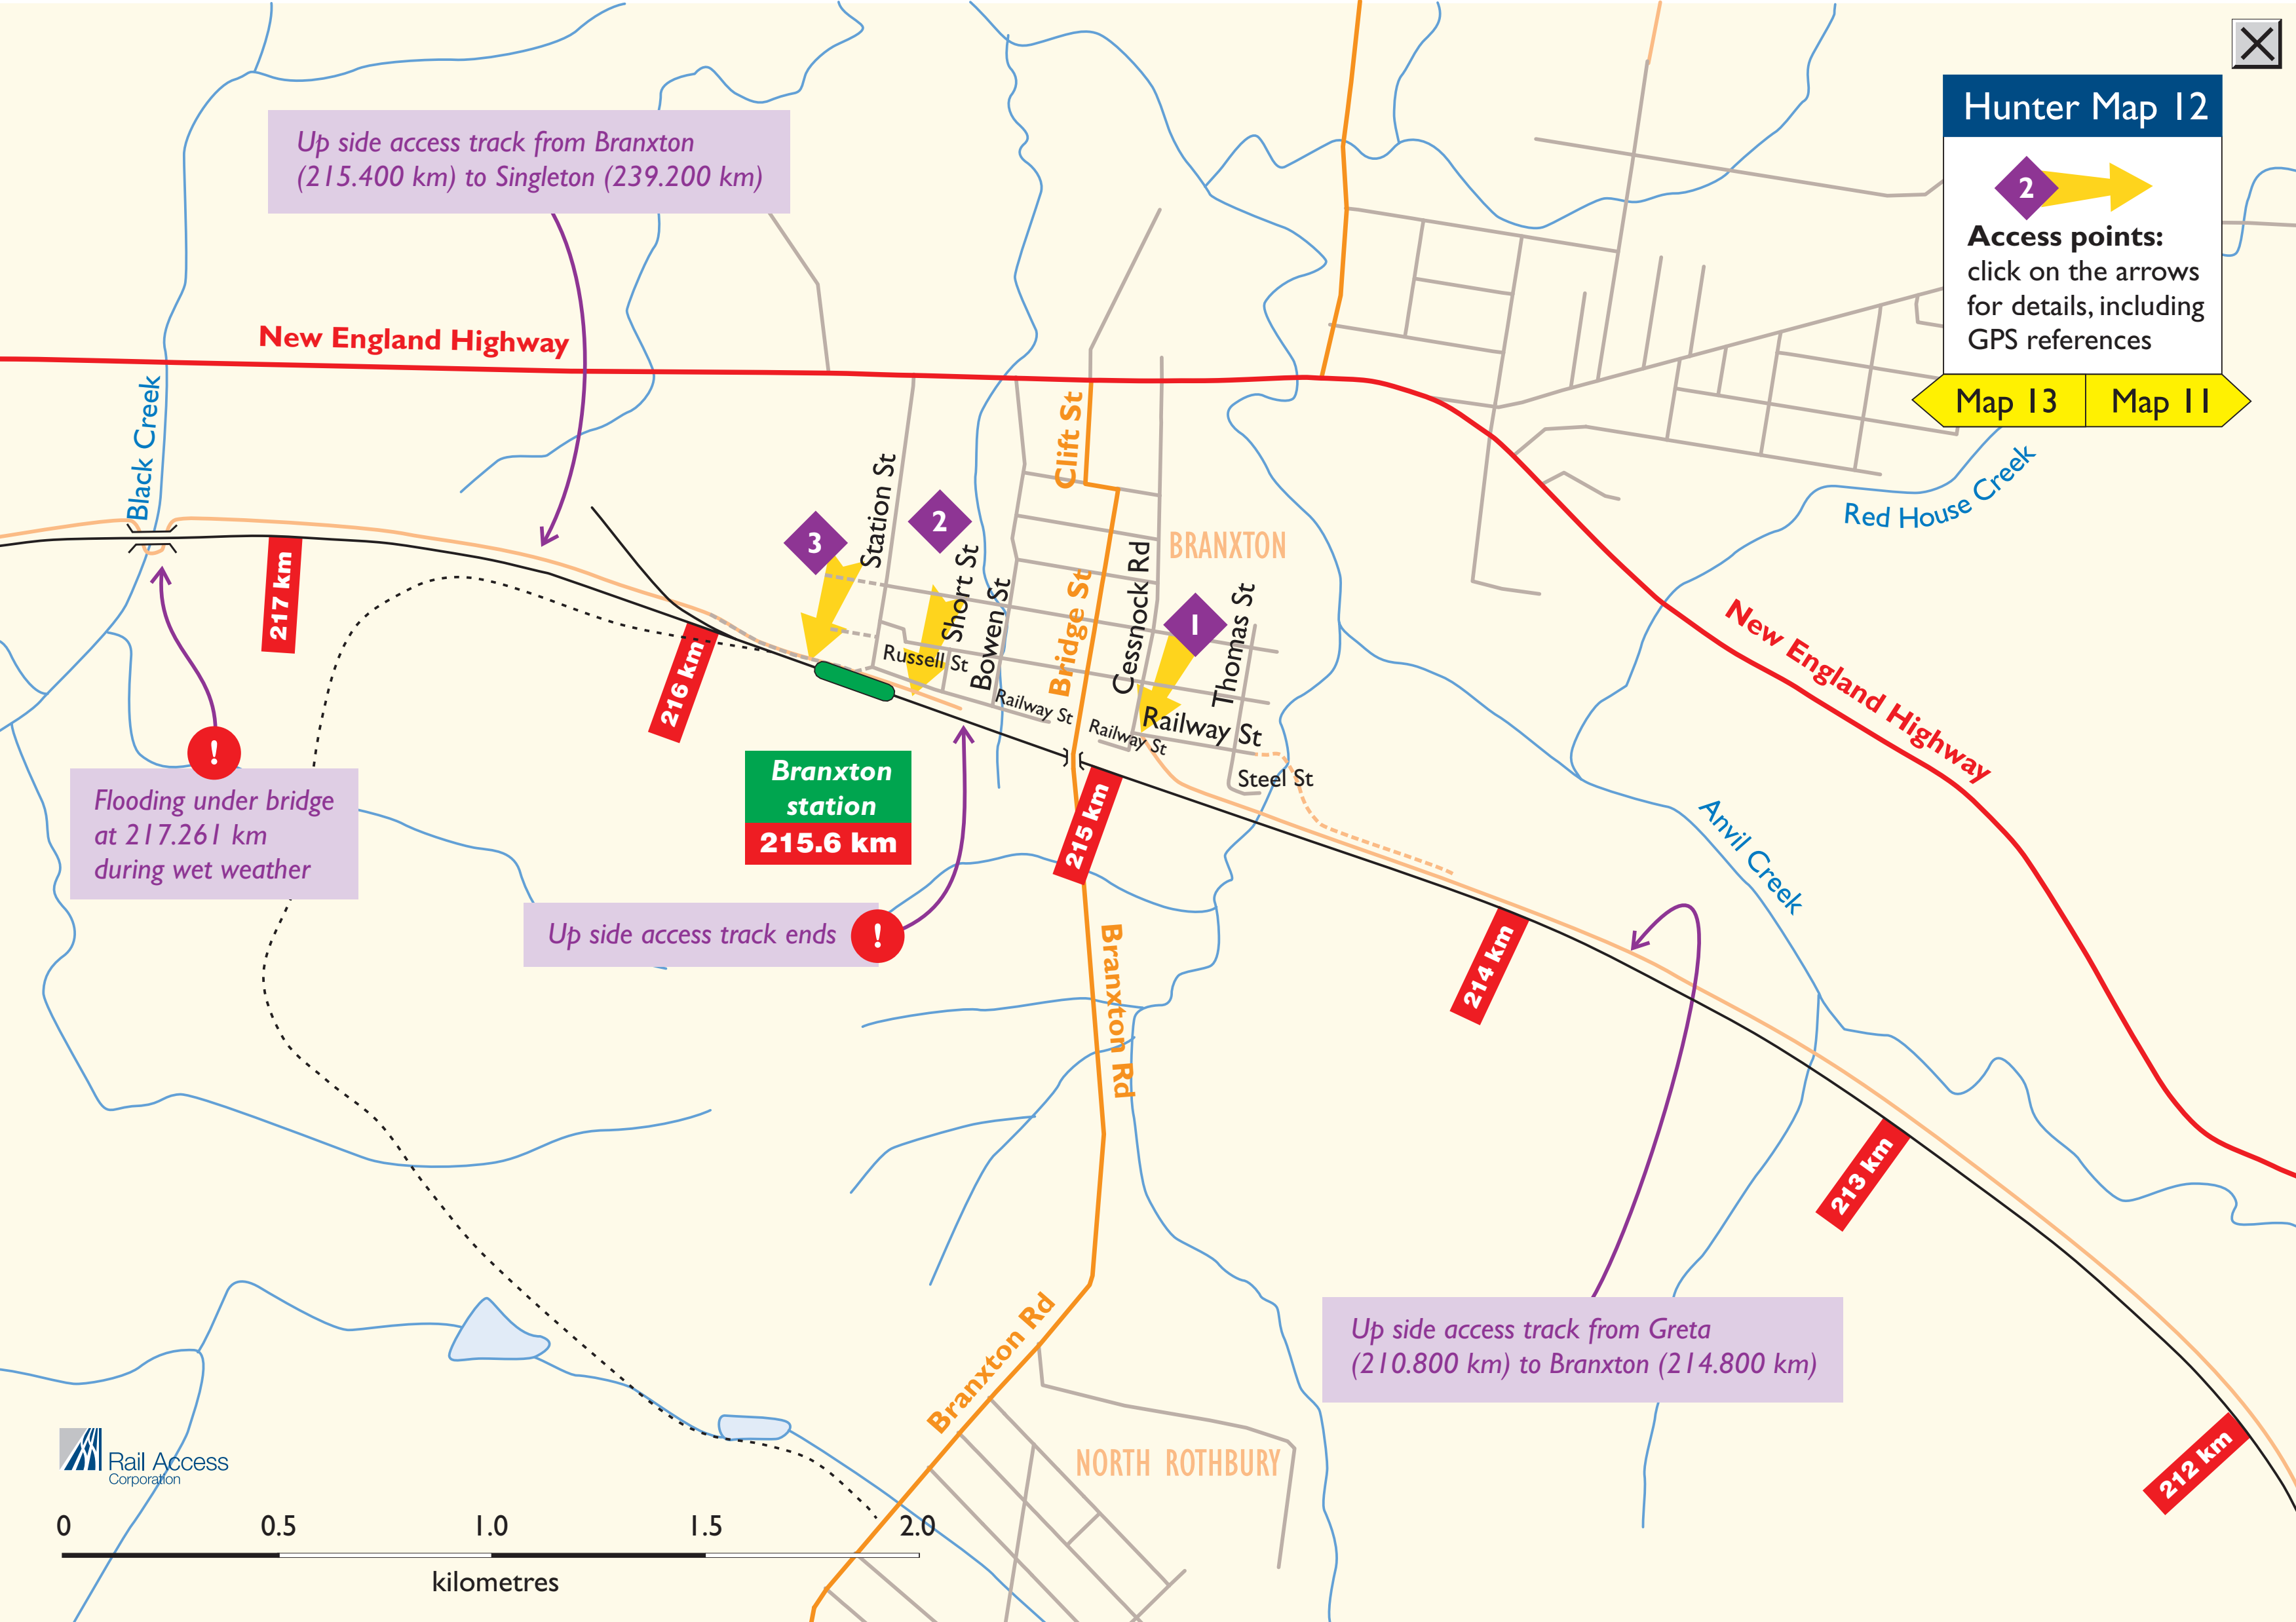 Hunter Map 12
2
Access points:
click on the arrows
for details, including
GPS references
Map 13
Map 11
Up side access track from Branxton
(215.400 km) to Singleton (239.200 km)
New England Highway
Black Creek
Clift St
Station St
3
2
Short St
Bowen St
Bridge St
Cessnock Rd
BRANXTON
1
Thomas St
Red House Creek
New England Highway
217 km
216 km
Russell St
Railway St
Railway St
Railway St
Steel St
!
Flooding under bridge
at 217.261 km
during wet weather
Branxton
station
215.6 km
215 km
Anvil Creek
Up side access track ends
!
Branxton Rd
214 km
213 km
Branxton Rd
Up side access track from Greta
(210.800 km) to Branxton (214.800 km)
NORTH ROTHBURY
212 km
Rail Access
Corporation
0 0.5 1.0 1.5 2.0
kilometres